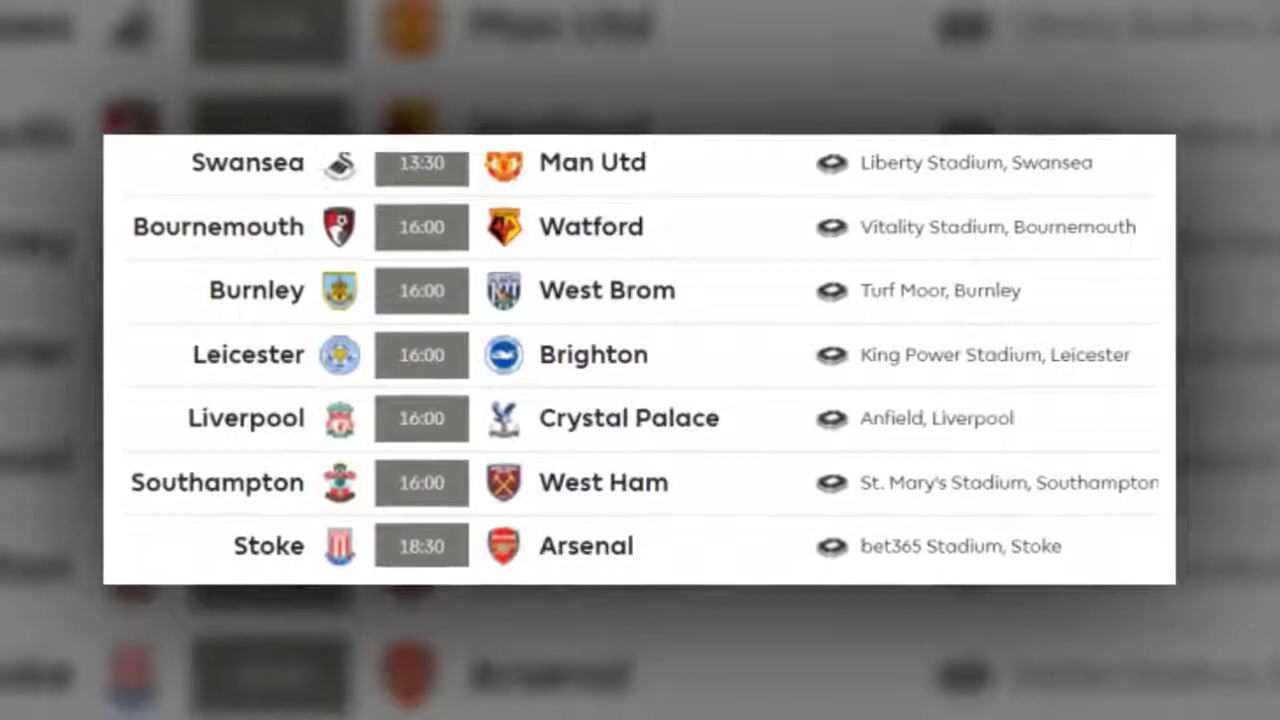 Swansea 13:30 Man Utd Liberty Stadium, Swansea
Bournemouth 16:00 Watford Vitality Stadium, Bournemouth
Burnley 16:00 West Brom Turf Moor, Burnley
Leicester 16:00 Brighton King Power Stadium, Leicester
Liverpool 16:00 Crystal Palace Anfield, Liverpool
Southampton 16:00 West Ham St. Mary's Stadium, Southampton
Stoke 18:30 Arsenal bet365 Stadium, Stoke